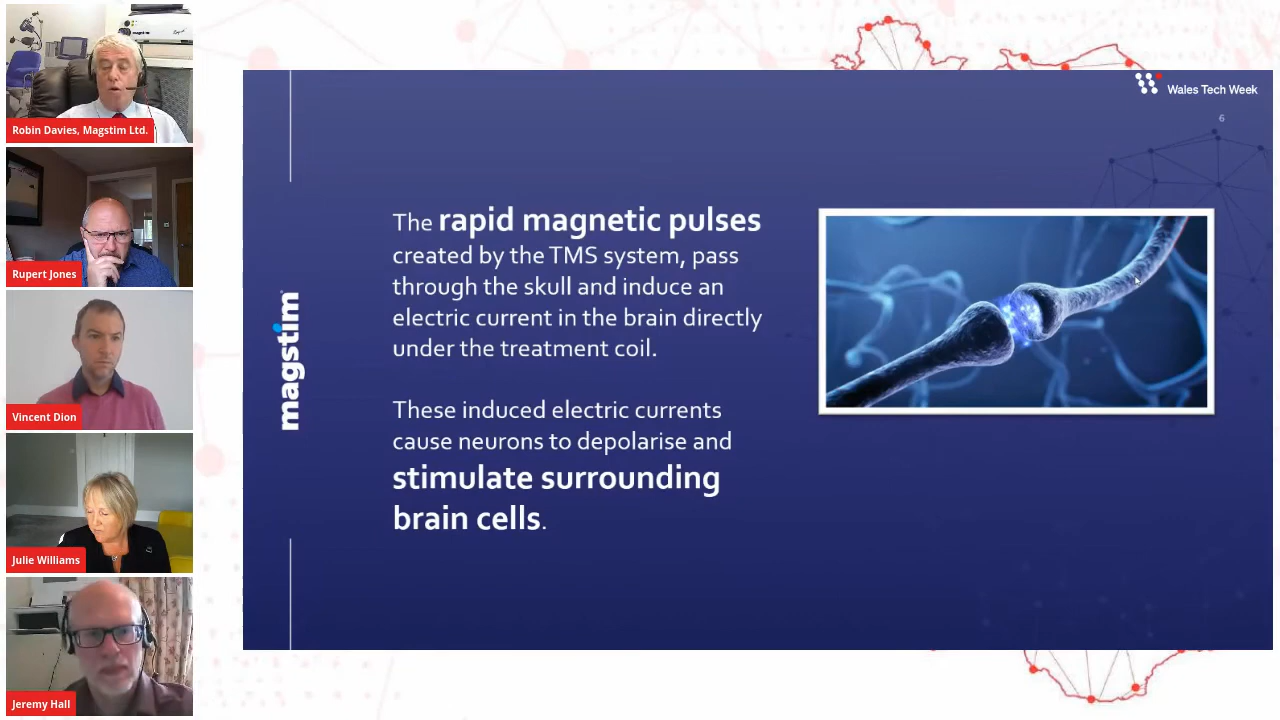 Robin Davies, Magstim Ltd.
Rupert Jones
Vincent Dion
Julie Williams
Jeremy Hall
Wales Tech Week
6
magstim
The rapid magnetic pulses
created by the TMS system, pass
through the skull and induce an
electric current in the brain directly
under the treatment coil.
These induced electric currents
cause neurons to depolarise and
stimulate surrounding
brain cells.